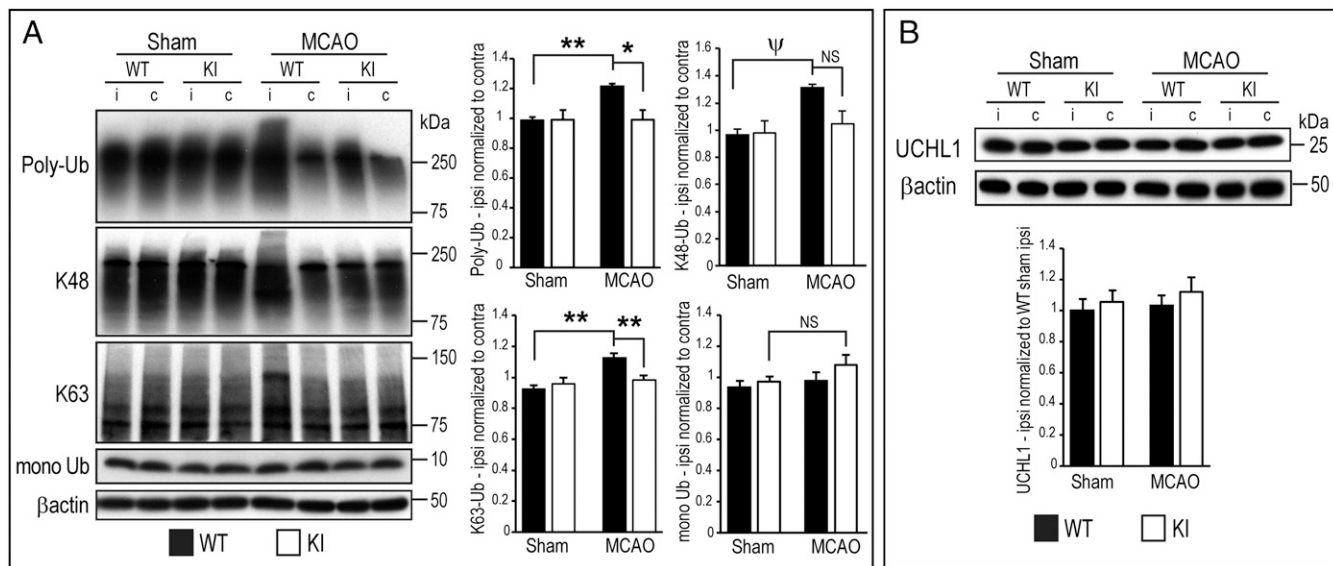 A
Sham MCAO
WT KI WT KI
i c i c i c i c
kDa
Poly-Ub
250
75
K48
250
75
K63
150
75
mono Ub
10
βactin
50
WT KI
Poly-Ub - ipsi normalized to contra
1.4
1.2
1
0.8
0.6
0.4
0.2
0
** *
Sham MCAO
K48-Ub - ipsi normalized to contra
1.6
1.4
1.2
1
0.8
0.6
0.4
0.2
0
ψ NS
Sham MCAO
K63-Ub - ipsi normalized to contra
1.4
1.2
1
0.8
0.6
0.4
0.2
0
** **
Sham MCAO
mono Ub - ipsi normalized to contra
1.4
1.2
1
0.8
0.6
0.4
0.2
0
NS
Sham MCAO
B
Sham MCAO
WT KI WT KI
i c i c i c i c
kDa
UCHL1
25
βactin
50
UCHL1 - ipsi normalized to WT sham ipsi
1.4
1.2
1
0.8
0.6
0.4
0.2
0
Sham MCAO
WT KI